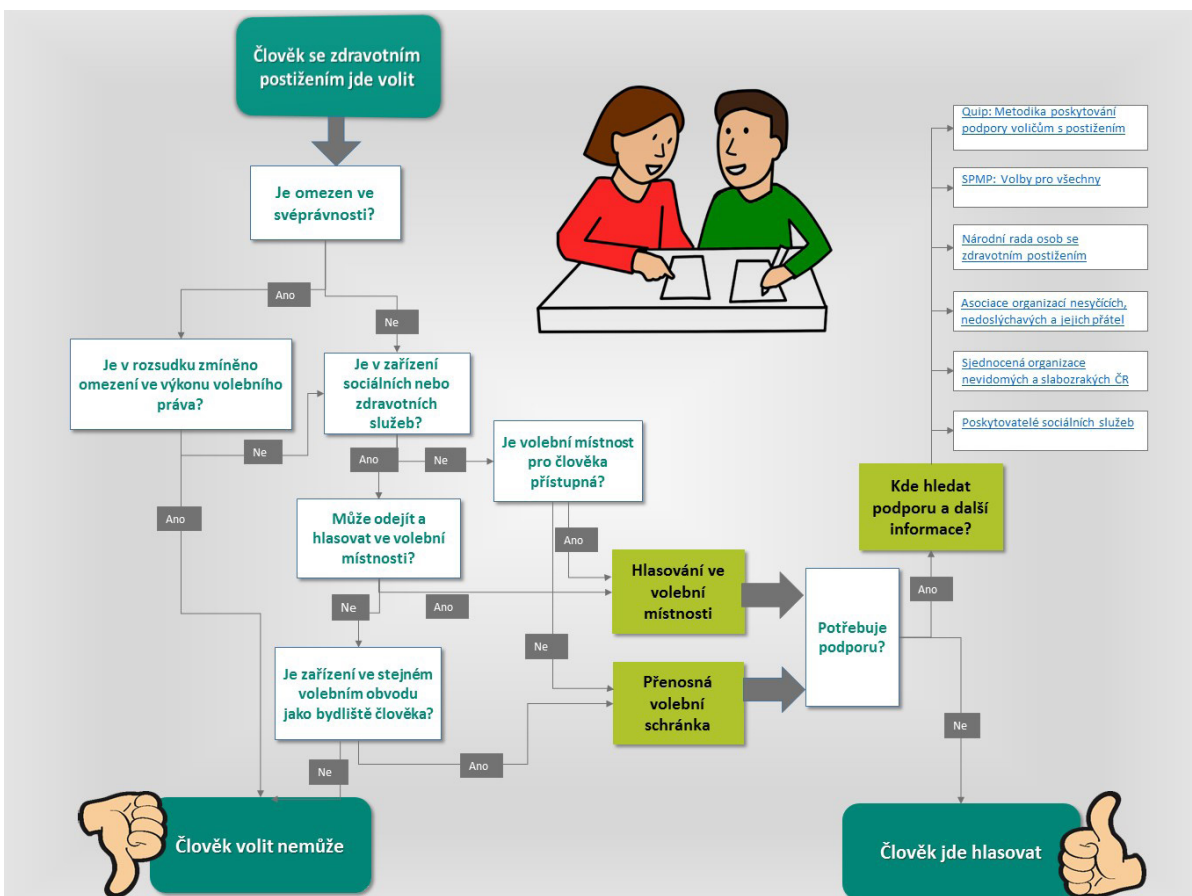 Člověk se zdravotním
postižením jde volit
Je omezen ve
svéprávnosti?
Ano
Ne
Je v rozsudku zmíněno
omezení ve výkonu volebního
práva?
Je v zařízení
sociálních nebo
zdravotních
služeb?
Ne
Ano
Ano
Ne
Je volební místnost
pro člověka
přístupná?
Může odejít a
hlasovat ve volební
místnosti?
Ano
Ne
Ano
Ne
Je zařízení ve stejném
volebním obvodu
jako bydliště člověka?
Ne
Ano
Hlasování ve
volební
místnosti
Přenosná
volební
schránka
Potřebuje
podporu?
Ano
Ne
Kde hledat
podporu a další
informace?
Quip: Metodika poskytování
podpory voličům s postižením
SPMP: Volby pro všechny
Národní rada osob se
zdravotním postižením
Asociace organizací nesyčících,
nedoslýchavých a jejich přátel
Sjednocená organizace
nevidomých a slabozrakých ČR
Poskytovatelé sociálních služeb
Člověk volit nemůže
Člověk jde hlasovat